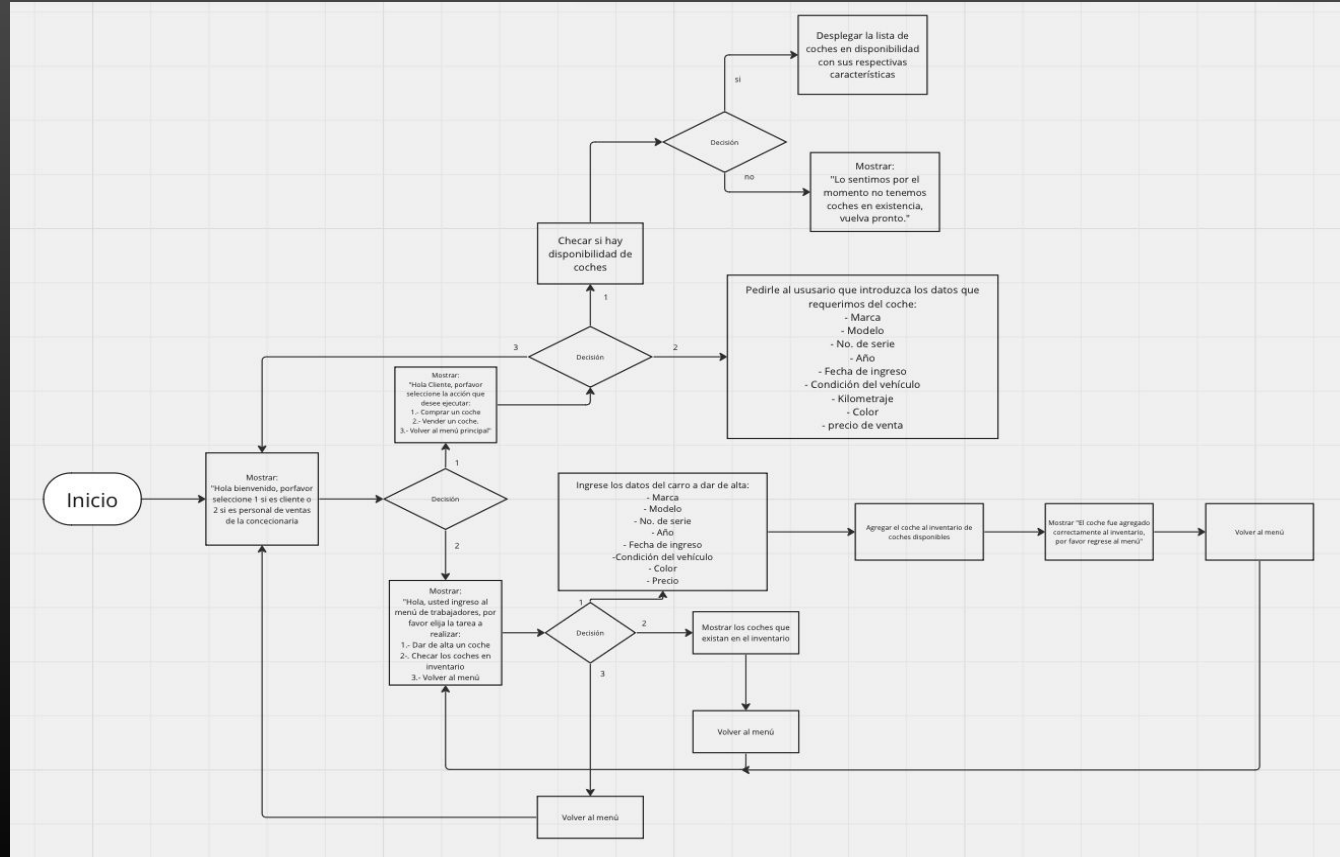 Desplegar la lista de
coches en disponibilidad
con sus respectivas
características
si
Decisión
no
Mostrar:
"Lo sentimos por el
momento no tenemos
coches en existencia,
vuelva pronto."
Checar si hay
disponibilidad de
coches
1
Pedirle al ususario que introduzca los datos que
requerimos del coche:
- Marca
- Modelo
- No. de serie
- Año
- Fecha de ingreso
- Condición del vehículo
- Kilometraje
- Color
- precio de venta
3
Decisión
2
Mostrar:
"Hola Cliente, porfavor
seleccione la acción que
desee ejecutar:
1.- Comprar un coche
2.- Vender un coche.
3.- Volver al menú principal"
1
Inicio
Mostrar:
"Hola bienvenido, porfavor
seleccione 1 si es cliente o
2 si es personal de ventas
de la concecionaria
Decisión
2
Ingrese los datos del carro a dar de alta:
- Marca
- Modelo
- No. de serie
- Año
- Fecha de ingreso
-Condición del vehículo
- Color
- Precio
Agregar el coche al inventario de
coches disponibles
Mostrar "El coche fue agregado
correctamente al inventario,
por favor regrese al menú"
Volver al menú
Mostrar:
"Hola, usted ingreso al
menú de trabajadores, por
favor elija la tarea a
realizar:
1.- Dar de alta un coche
2-. Checar los coches en
inventario
3.- Volver al menú
1
Decisión
2
3
Mostrar los coches que
existan en el inventario
Volver al menú
Volver al menú